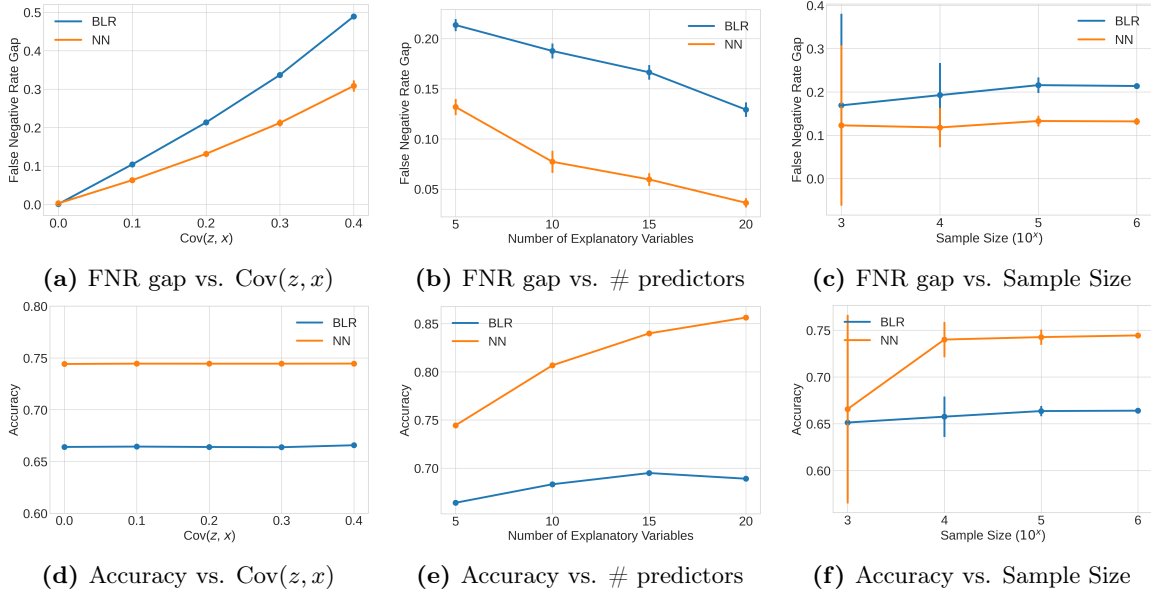 0.5
0.4
0.3
0.2
0.1
0.0
False Negative Rate Gap
BLR
NN
0.0 0.1 0.2 0.3 0.4
Cov(z, x)
(a) FNR gap vs. Cov(z, x)
0.20
0.15
0.10
0.05
False Negative Rate Gap
BLR
NN
5 10 15 20
Number of Explanatory Variables
(b) FNR gap vs. # predictors
0.4
0.3
0.2
0.1
0.0
False Negative Rate Gap
BLR
NN
3 4 5 6
Sample Size (10^x)
(c) FNR gap vs. Sample Size
0.80
0.75
0.70
0.65
0.60
Accuracy
BLR
NN
0.0 0.1 0.2 0.3 0.4
Cov(z, x)
(d) Accuracy vs. Cov(z, x)
0.85
0.80
0.75
0.70
Accuracy
BLR
NN
5 10 15 20
Number of Explanatory Variables
(e) Accuracy vs. # predictors
0.75
0.70
0.65
0.60
Accuracy
BLR
NN
3 4 5 6
Sample Size (10^x)
(f) Accuracy vs. Sample Size